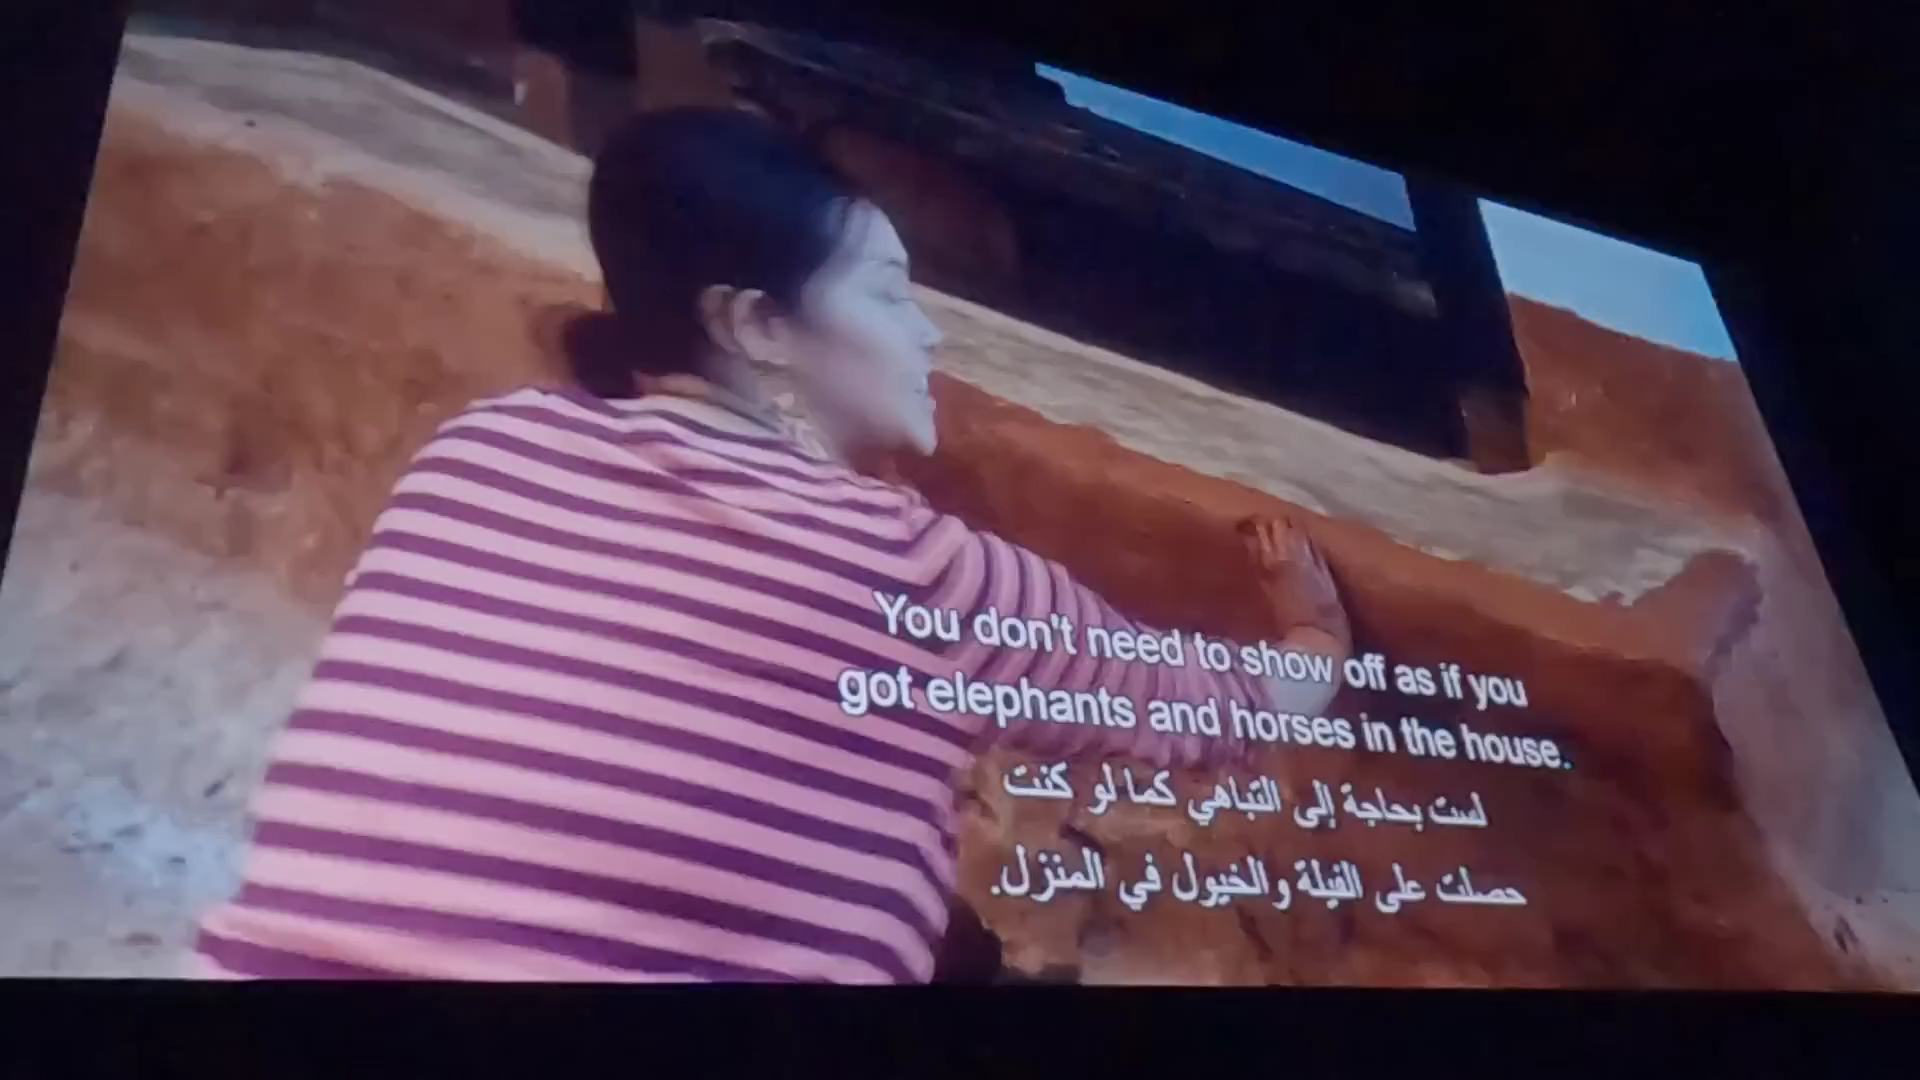 You don't need to show off as if you
got elephants and horses in the house.
لست بحاجة إلى التباهي كما لو كنت
حصلت على الفيلة والخيول في المنزل.